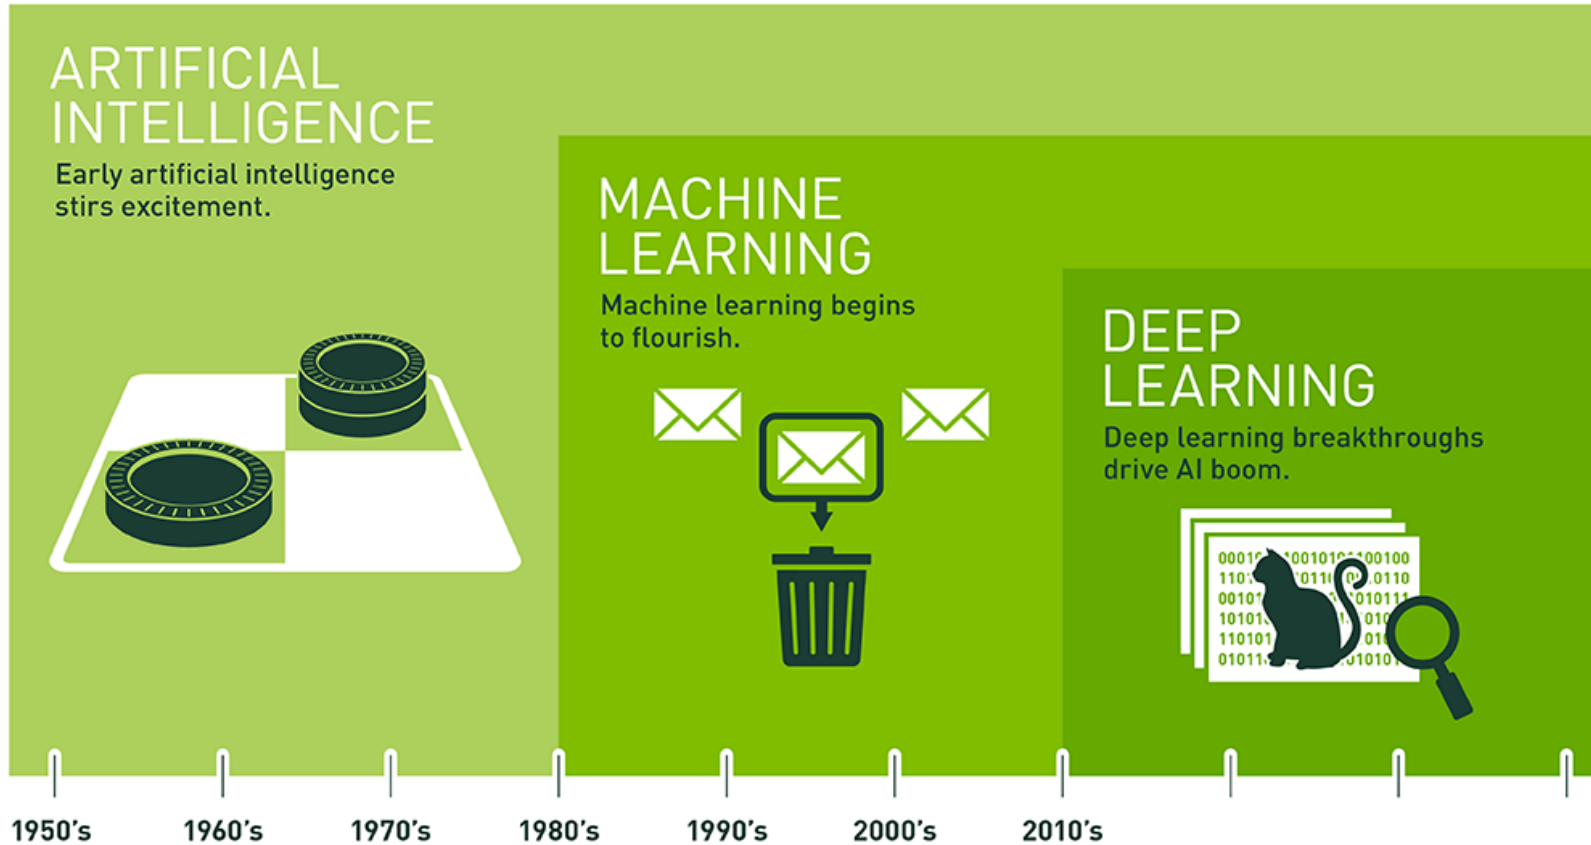 ARTIFICIAL
INTELLIGENCE
Early artificial intelligence
stirs excitement.
MACHINE
LEARNING
Machine learning begins
to flourish.
DEEP
LEARNING
Deep learning breakthroughs
drive AI boom.
1950's
1960's
1970's
1980's
1990's
2000's
2010's